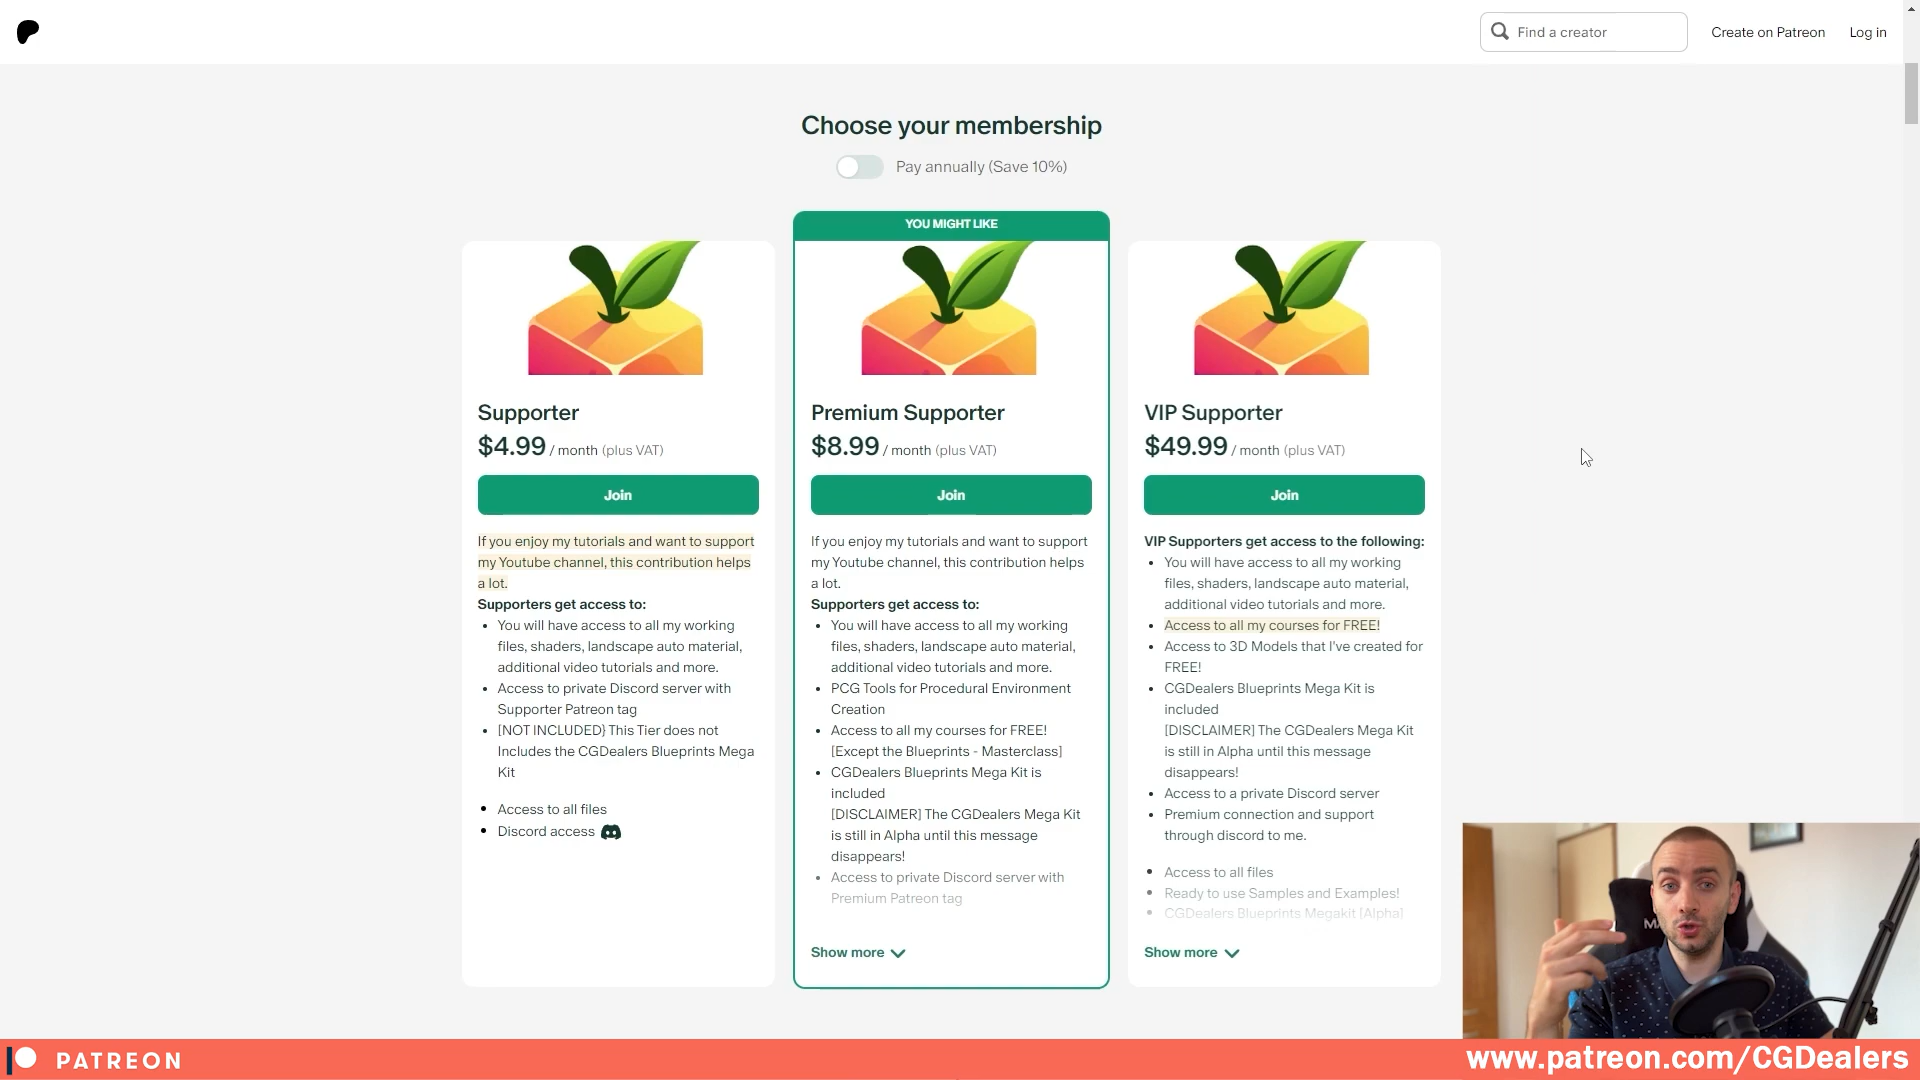 Find a creator
Create on Patreon
Log in
Choose your membership
Pay annually (Save 10%)
YOU MIGHT LIKE
Supporter
$4.99 / month (plus VAT)
Join
If you enjoy my tutorials and want to support
my Youtube channel, this contribution helps
a lot.
Supporters get access to:
• You will have access to all my working
files, shaders, landscape auto material,
additional video tutorials and more.
• Access to private Discord server with
Supporter Patreon tag
• [NOT INCLUDED} This Tier does not
Includes the CGDealers Blueprints Mega
Kit
• Access to all files
• Discord access
Premium Supporter
$8.99 / month (plus VAT)
Join
If you enjoy my tutorials and want to support
my Youtube channel, this contribution helps
a lot.
Supporters get access to:
• You will have access to all my working
files, shaders, landscape auto material,
additional video tutorials and more.
• PCG Tools for Procedural Environment
Creation
• Access to all my courses for FREE!
[Except the Blueprints - Masterclass]
• CGDealers Blueprints Mega Kit is
included
[DISCLAIMER] The CGDealers Mega Kit
is still in Alpha until this message
disappears!
• Access to private Discord server with
Premium Patreon tag
Show more
VIP Supporter
$49.99 / month (plus VAT)
Join
VIP Supporters get access to the following:
• You will have access to all my working
files, shaders, landscape auto material,
additional video tutorials and more.
• Access to all my courses for FREE!
• Access to 3D Models that I've created for
FREE!
• CGDealers Blueprints Mega Kit is
included
[DISCLAIMER] The CGDealers Mega Kit
is still in Alpha until this message
disappears!
• Access to a private Discord server
• Premium connection and support
through discord to me.
• Access to all files
• Ready to use Samples and Examples!
• CGDealers Blueprints Megakit [Alpha]
Show more
PATREON
www.patreon.com/CGDealers